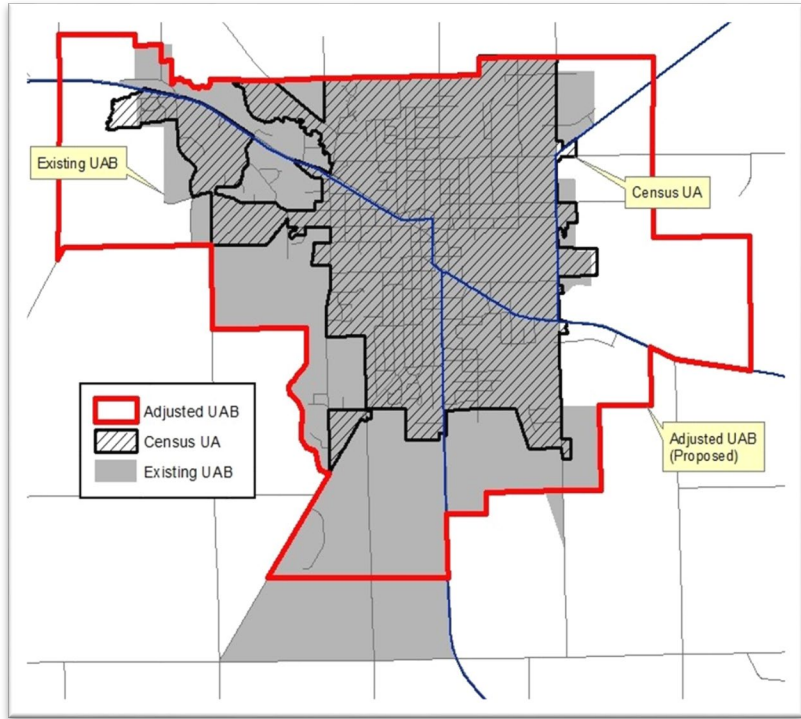 Existing UAB
Census UA
Adjusted UAB
Census UA
Existing UAB
Adjusted UAB
(Proposed)